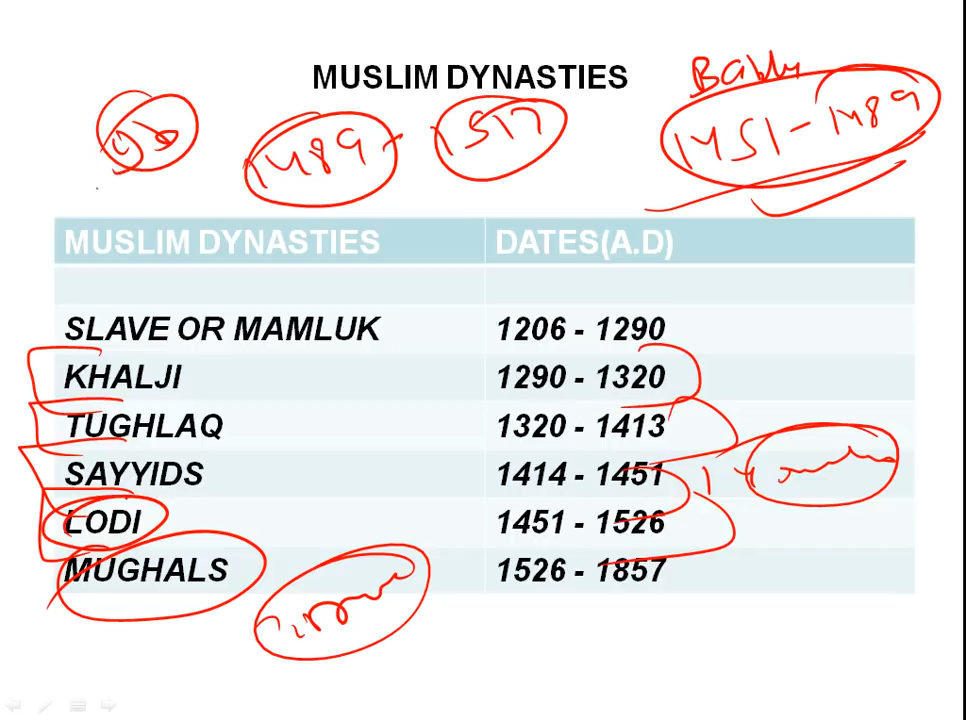 MUSLIM DYNASTIES
1489 - 1517
1451 - 1489
MUSLIM DYNASTIES DATES(A.D)
SLAVE OR MAMLUK 1206 - 1290
KHALJI 1290 - 1320
TUGHLAQ 1320 - 1413
SAYYIDS 1414 - 1451
LODI 1451 - 1526
MUGHALS 1526 - 1857